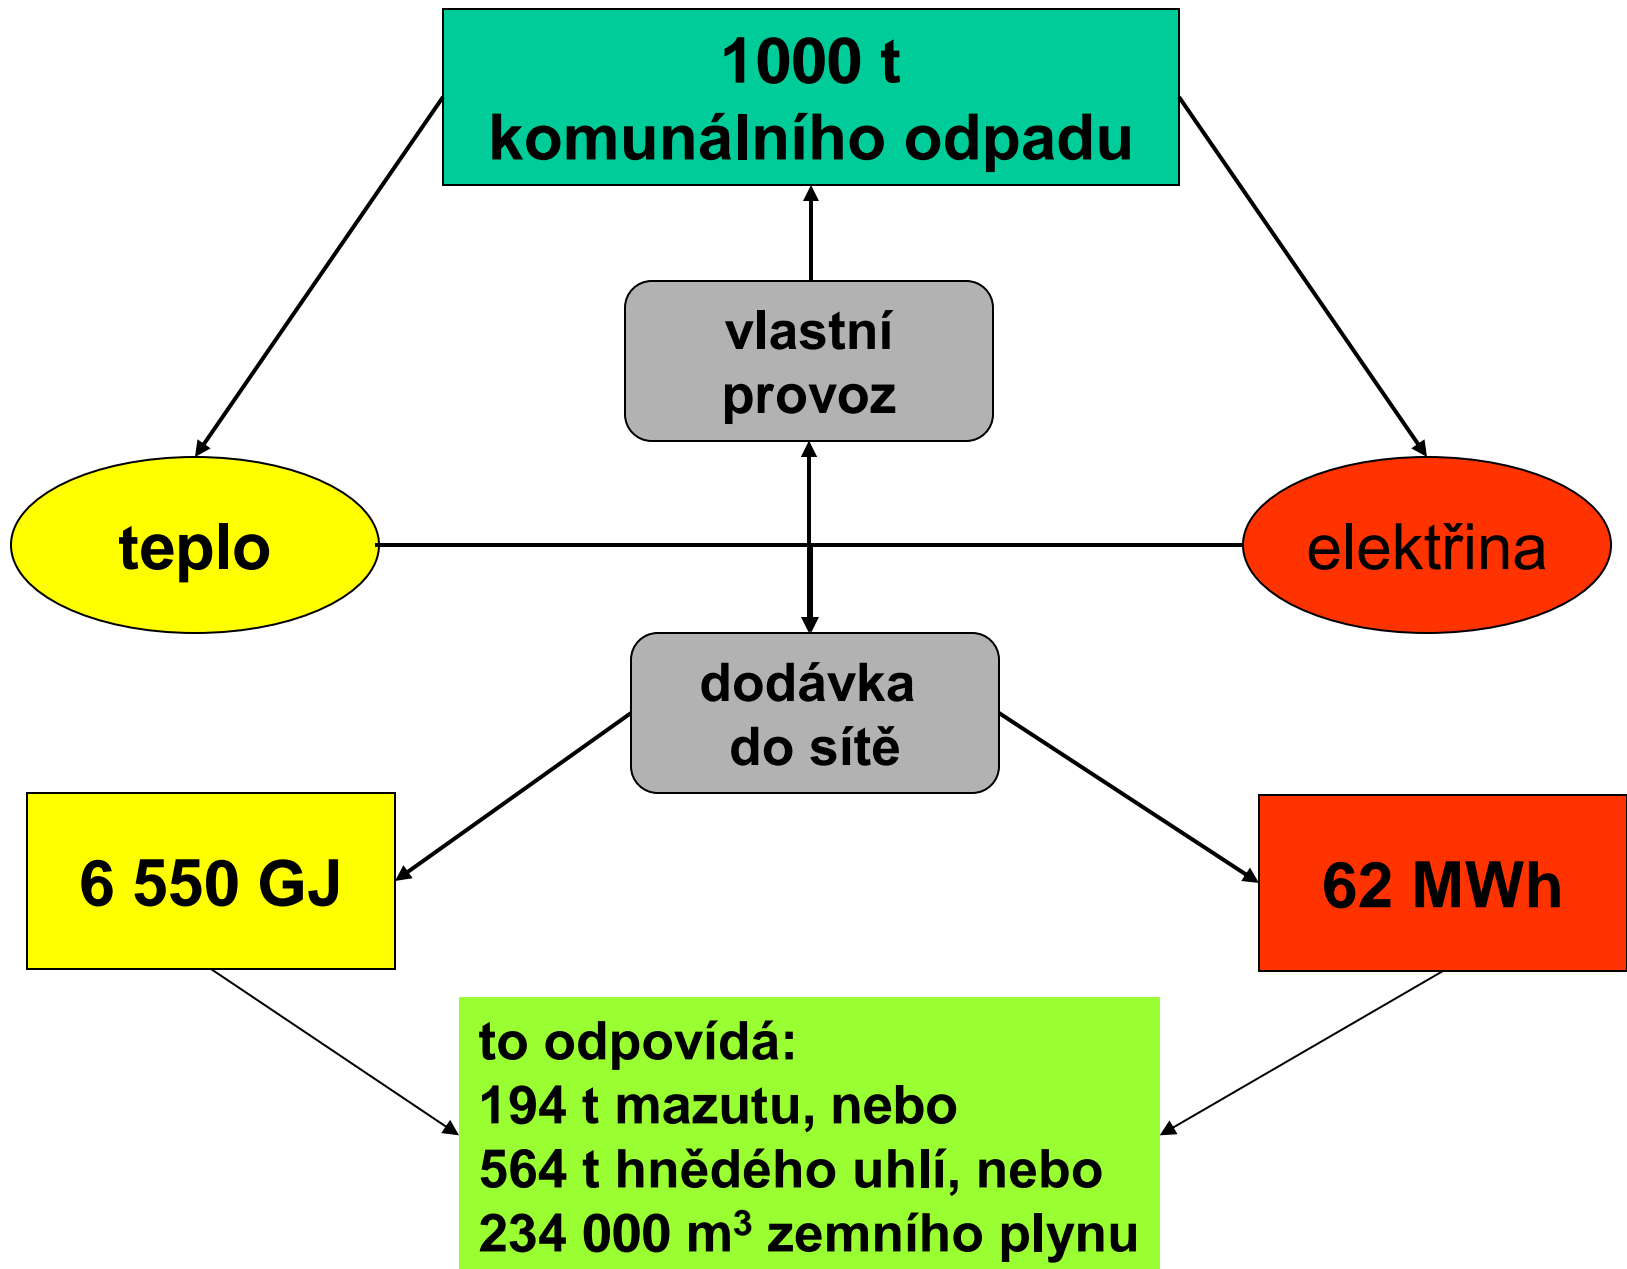 1000 t
komunálního odpadu
vlastní
provoz
teplo
elektřina
dodávka
do sítě
6 550 GJ
62 MWh
to odpovídá:
194 t mazutu, nebo
564 t hnědého uhlí, nebo
234 000 m³ zemního plynu